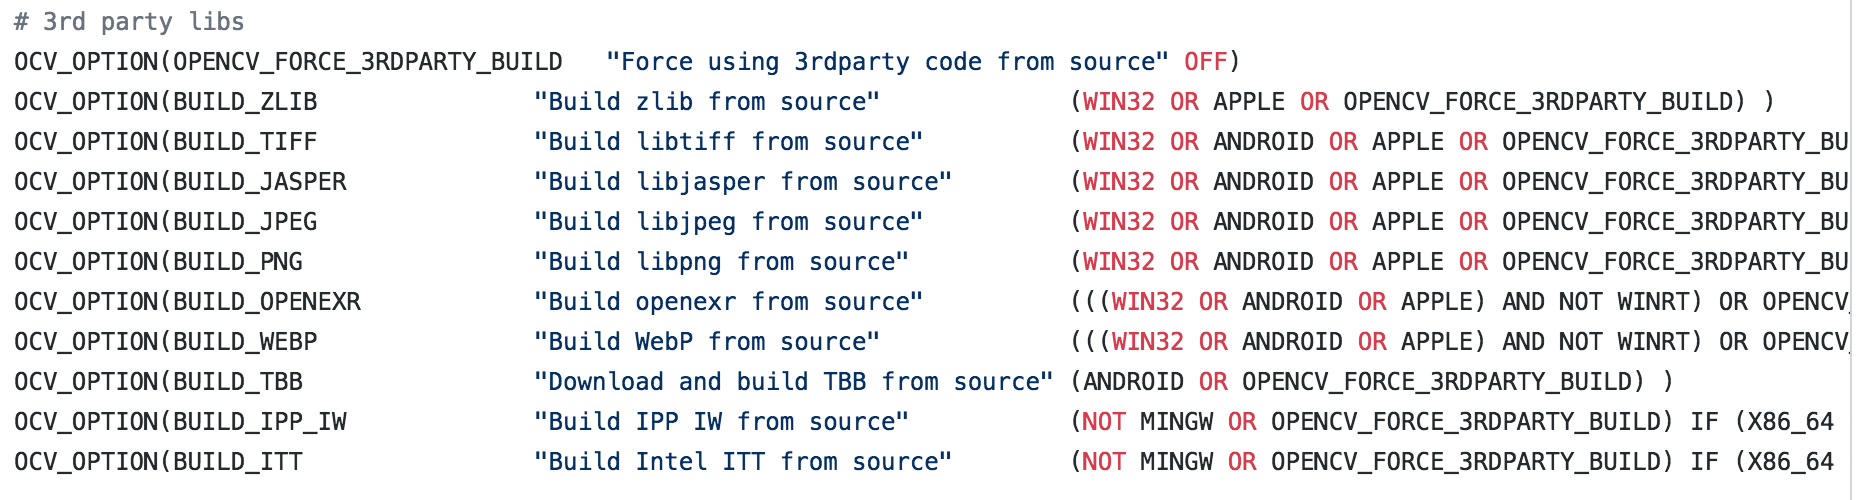 # 3rd party libs
OCV_OPTION(OPENCV_FORCE_3RDPARTY_BUILD   "Force using 3rdparty code from source" OFF)
OCV_OPTION(BUILD_ZLIB               "Build zlib from source"             (WIN32 OR APPLE OR OPENCV_FORCE_3RDPARTY_BUILD) )
OCV_OPTION(BUILD_TIFF               "Build libtiff from source"          (WIN32 OR ANDROID OR APPLE OR OPENCV_FORCE_3RDPARTY_BU
OCV_OPTION(BUILD_JASPER             "Build libjasper from source"        (WIN32 OR ANDROID OR APPLE OR OPENCV_FORCE_3RDPARTY_BU
OCV_OPTION(BUILD_JPEG               "Build libjpeg from source"          (WIN32 OR ANDROID OR APPLE OR OPENCV_FORCE_3RDPARTY_BU
OCV_OPTION(BUILD_PNG                "Build libpng from source"           (WIN32 OR ANDROID OR APPLE OR OPENCV_FORCE_3RDPARTY_BU
OCV_OPTION(BUILD_OPENEXR            "Build openexr from source"          (((WIN32 OR ANDROID OR APPLE) AND NOT WINRT) OR OPENCV_
OCV_OPTION(BUILD_WEBP               "Build WebP from source"             (((WIN32 OR ANDROID OR APPLE) AND NOT WINRT) OR OPENCV_
OCV_OPTION(BUILD_TBB                "Download and build TBB from source" (ANDROID OR OPENCV_FORCE_3RDPARTY_BUILD) )
OCV_OPTION(BUILD_IPP_IW             "Build IPP IW from source"           (NOT MINGW OR OPENCV_FORCE_3RDPARTY_BUILD) IF (X86_64
OCV_OPTION(BUILD_ITT                "Build Intel ITT from source"        (NOT MINGW OR OPENCV_FORCE_3RDPARTY_BUILD) IF (X86_64